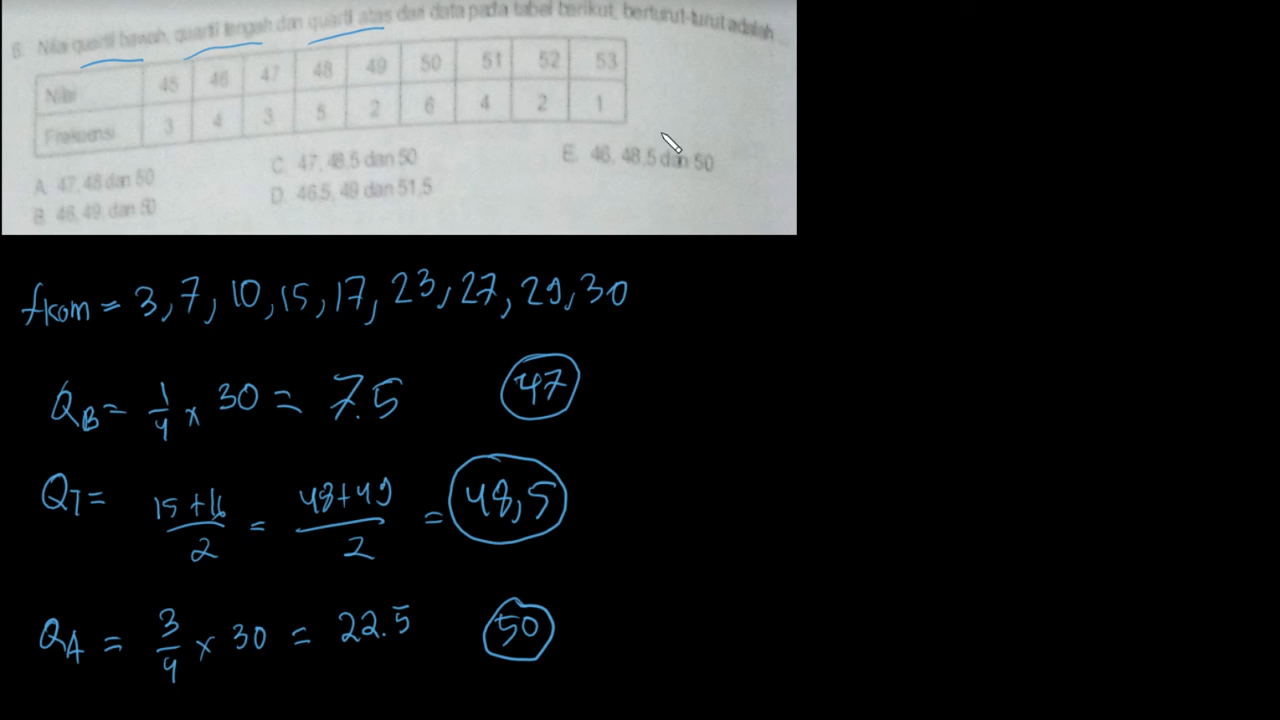 6. Nilai quartil bawah, quartil tengah dan quartil atas dari data pada tabel berikut, berturut-turut adalah ...
Nilai 45 46 47 48 49 50 51 52 53
Frekuensi 3 4 3 5 2 6 4 2 1
A. 47, 48 dan 50
C. 47, 48,5 dan 50
E. 46, 48,5 dan 50
B. 46, 49, dan 50
D. 46,5, 49 dan 51,5
fkom = 3, 7, 10, 15, 17, 23, 27, 29, 30
QB = 1/4 x 30 = 7.5 47
QT = 15+16/2 = 48+49/2 = 48,5
QA = 3/4 x 30 = 22.5 50